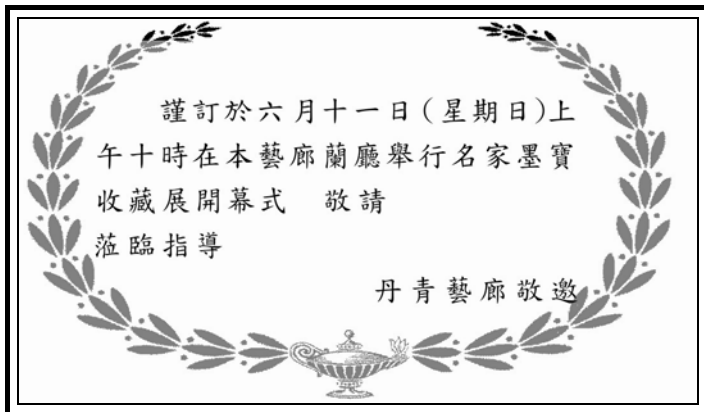 謹訂於六月十一日(星期日)上
午十時在本藝廊蘭廳舉行名家墨寶
收藏展開幕式　敬請
蒞臨指導
丹青藝廊敬邀